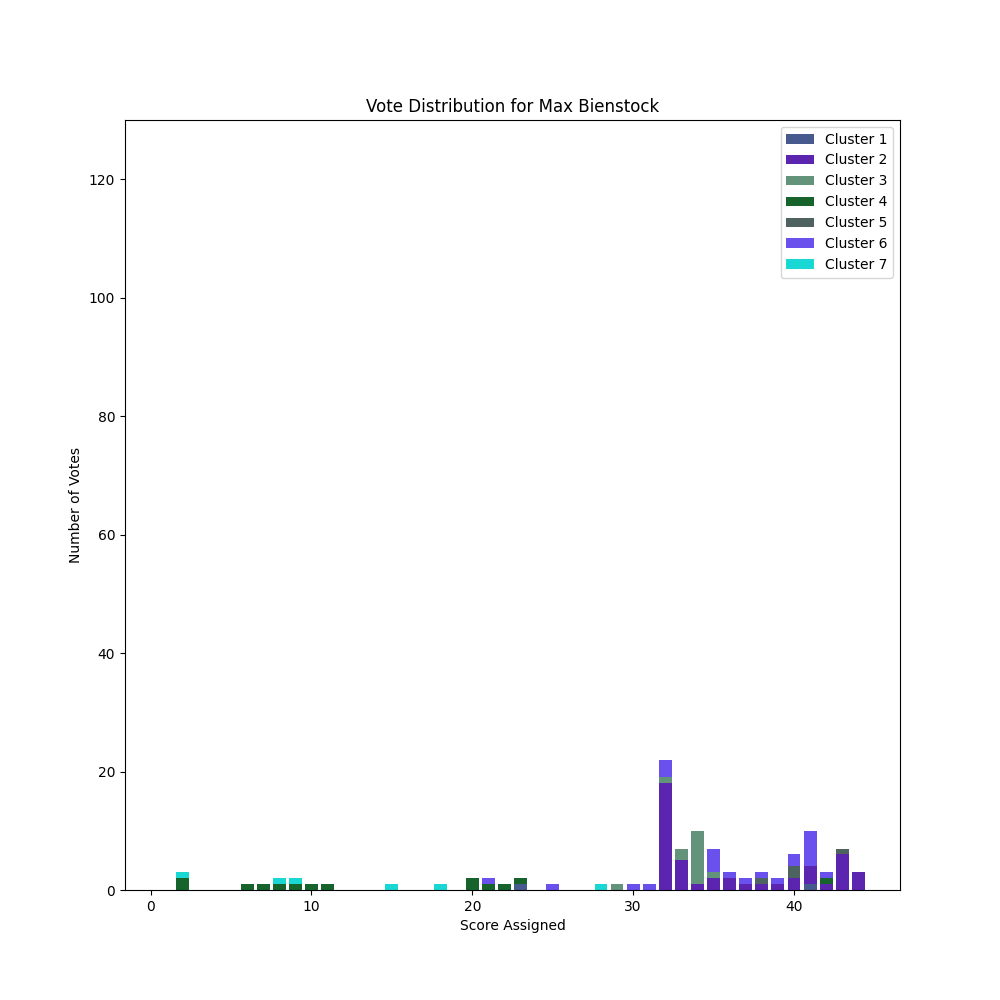 Vote Distribution for Max Bienstock
Cluster 1
Cluster 2
Cluster 3
Cluster 4
Cluster 5
Cluster 6
Cluster 7
120
100
80
60
40
20
0
Number of Votes
0 10 20 30 40
Score Assigned